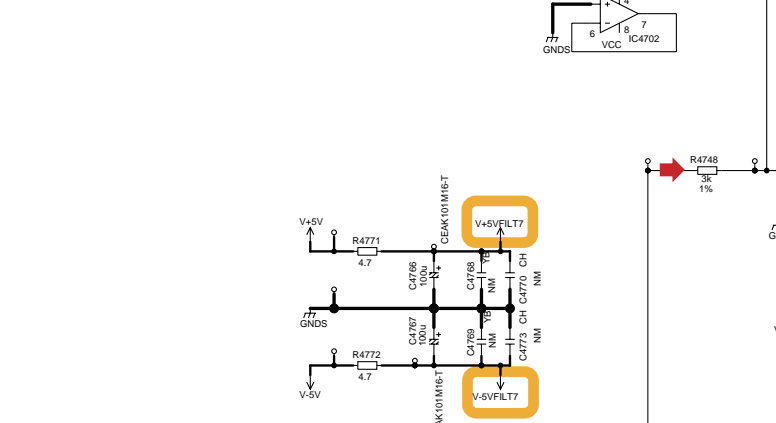 4
7
6
8
IC4702
VCC
GNDS
R4748
3k
1%
CEAK101M16-T
V+5V
V+5VFILT7
R4771
4.7
C4766
100u
+
C4768
YB
NM
C4770
CH
NM
GNDS
C4767
100u
+
C4769
YB
NM
C4773
CH
NM
R4772
4.7
V-5V
AK101M16-T
V-5VFILT7